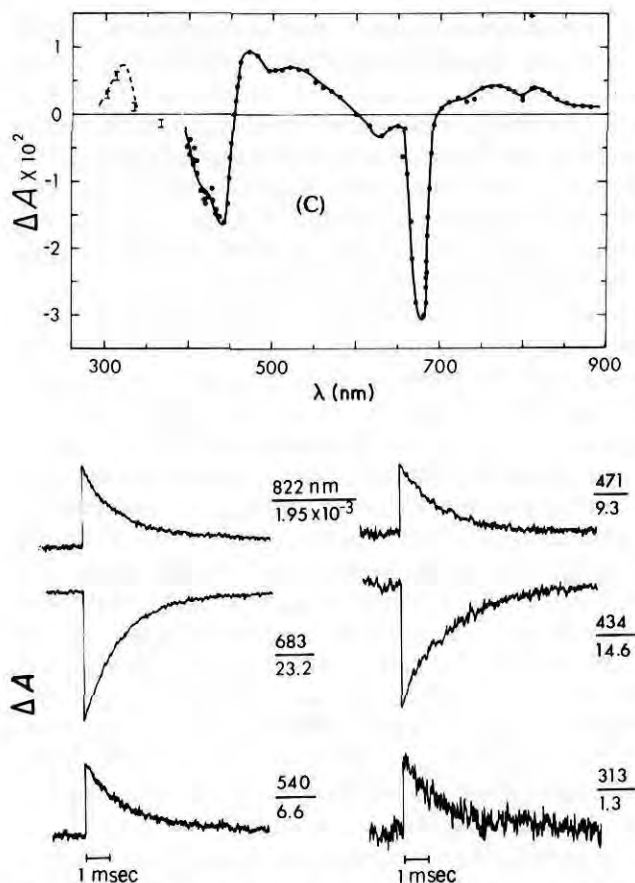 ΔA × 10²
1
0
-1
-2
-3
(C)
300
500
700
900
λ (nm)
ΔA
822 nm
1.95 x10⁻³
471
9.3
683
23.2
434
14.6
540
6.6
313
1.3
1 msec
1 msec